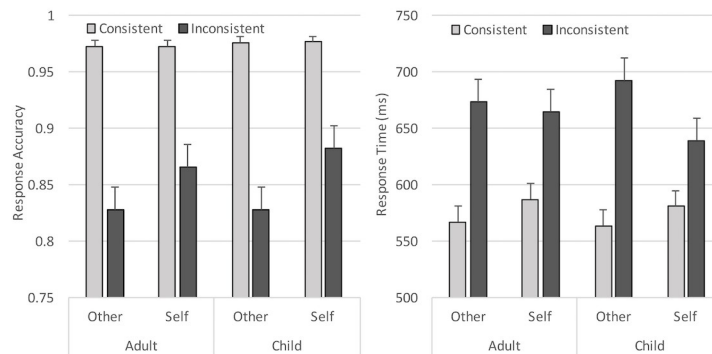 Consistent Inconsistent
Response Accuracy
1
0.95
0.9
0.85
0.8
0.75
Other Self Other Self
Adult Child
Consistent Inconsistent
Response Time (ms)
750
700
650
600
550
500
Other Self Other Self
Adult Child